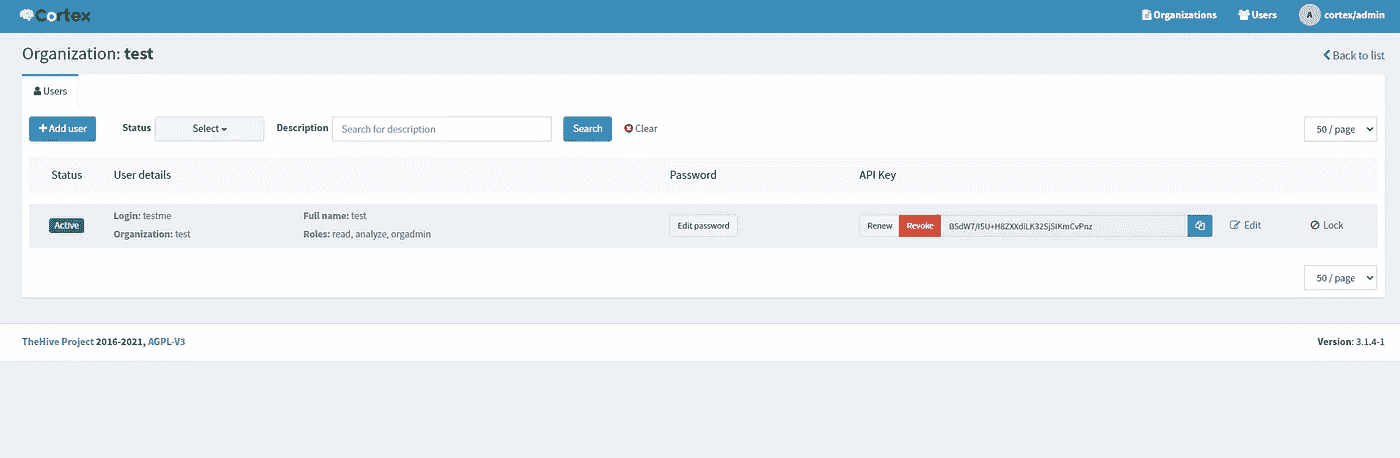 Cortex
Organizations Users A cortex/admin
Organization: test
Back to list
Users
Add user Status Select Description Search for description Search Clear 50 / page
Status User details Password API Key
Active Login: testme Full name: test Edit password Renew Revoke B5dW7/I5U+H8ZXXdiLK32SjSIKmCvPnz Edit Lock
Organization: test Roles: read, analyze, orgadmin
50 / page
TheHive Project 2016-2021, AGPL-V3 Version: 3.1.4-1